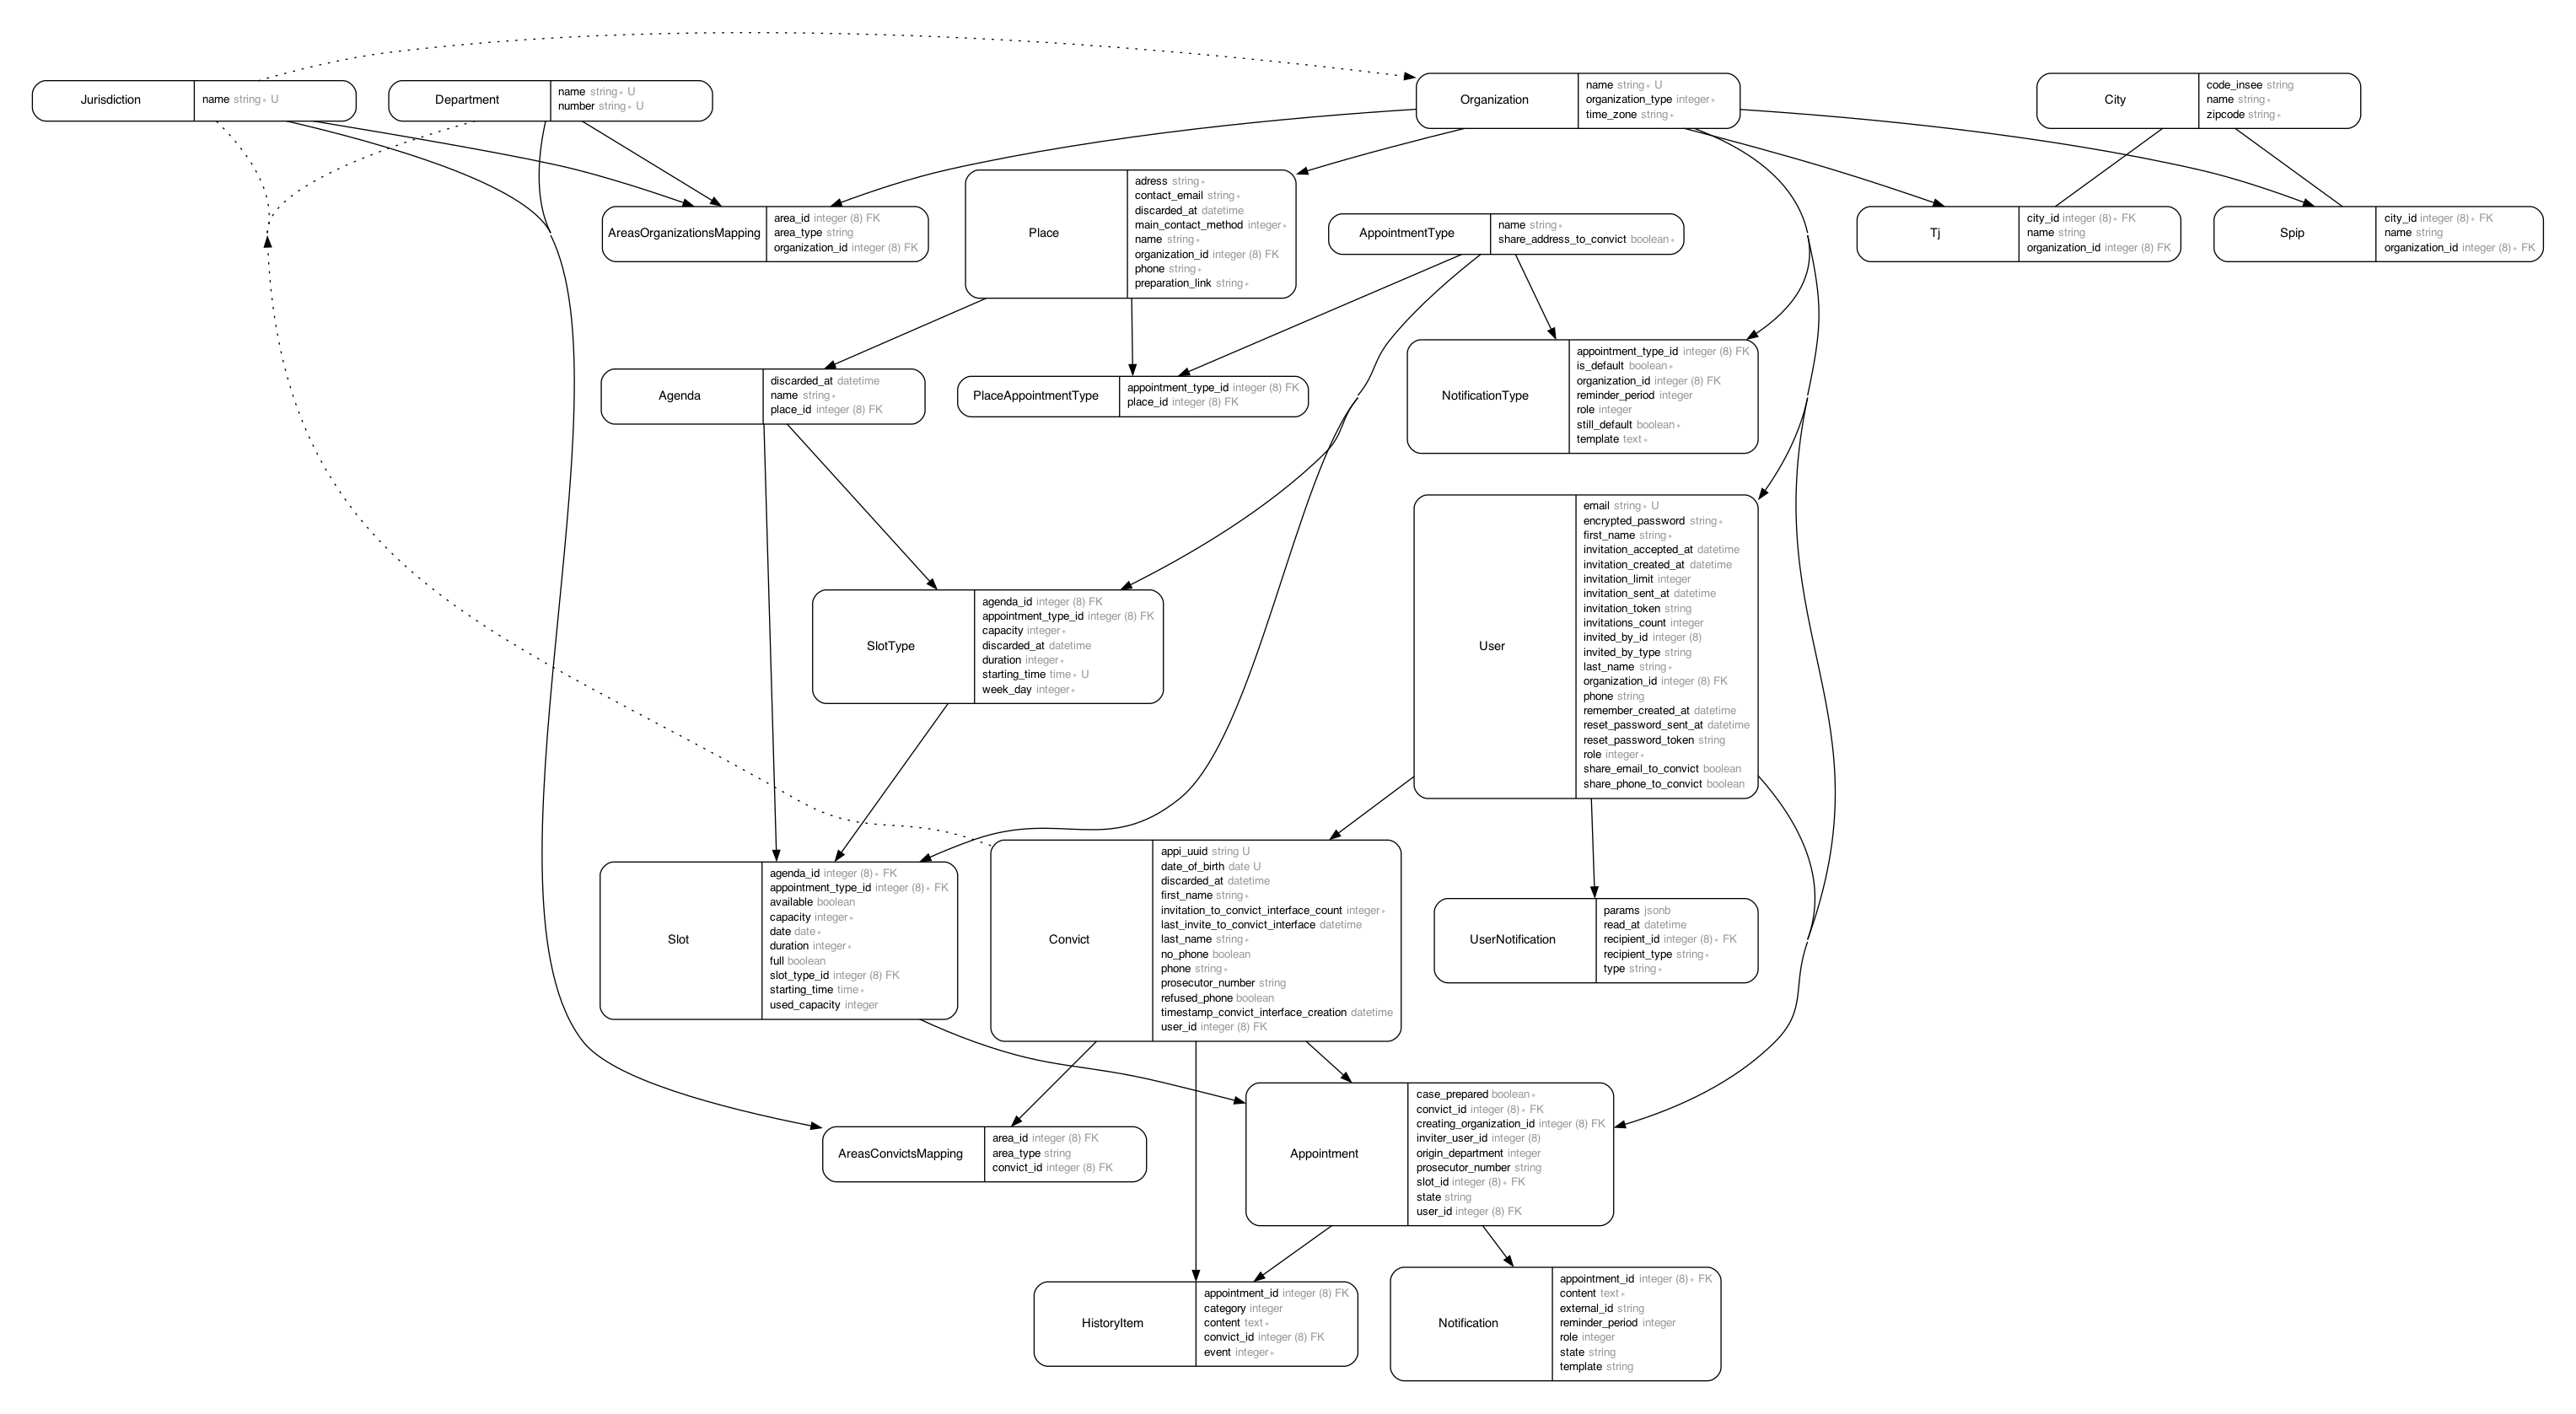 Jurisdiction
name string∗ U
Department
name string∗ U
number string∗ U
Organization
name string∗ U
organization_type integer∗
time_zone string∗
City
code_insee string
name string∗
zipcode string∗
AreasOrganizationsMapping
area_id integer (8) FK
area_type string
organization_id integer (8) FK
Place
adress string∗
contact_email string∗
discarded_at datetime
main_contact_method integer∗
name string∗
organization_id integer (8) FK
phone string∗
preparation_link string∗
AppointmentType
name string∗
share_address_to_convict boolean∗
Tj
city_id integer (8)∗ FK
name string
organization_id integer (8) FK
Spip
city_id integer (8)∗ FK
name string
organization_id integer (8)∗ FK
Agenda
discarded_at datetime
name string∗
place_id integer (8) FK
PlaceAppointmentType
appointment_type_id integer (8) FK
place_id integer (8) FK
NotificationType
appointment_type_id integer (8) FK
is_default boolean∗
organization_id integer (8) FK
reminder_period integer
role integer
still_default boolean∗
template text∗
User
email string∗ U
encrypted_password string∗
first_name string∗
invitation_accepted_at datetime
invitation_created_at datetime
invitation_limit integer
invitation_sent_at datetime
invitation_token string
invitations_count integer
invited_by_id integer (8)
invited_by_type string
last_name string∗
organization_id integer (8) FK
phone string
remember_created_at datetime
reset_password_sent_at datetime
reset_password_token string
role integer∗
share_email_to_convict boolean
share_phone_to_convict boolean
SlotType
agenda_id integer (8) FK
appointment_type_id integer (8) FK
capacity integer∗
discarded_at datetime
duration integer∗
starting_time time∗ U
week_day integer∗
Slot
agenda_id integer (8)∗ FK
appointment_type_id integer (8)∗ FK
available boolean
capacity integer∗
date date∗
duration integer∗
full boolean
slot_type_id integer (8) FK
starting_time time∗
used_capacity integer
Convict
appi_uuid string U
date_of_birth date U
discarded_at datetime
first_name string∗
invitation_to_convict_interface_count integer∗
last_invite_to_convict_interface datetime
last_name string∗
no_phone boolean
phone string∗
prosecutor_number string
refused_phone boolean
timestamp_convict_interface_creation datetime
user_id integer (8) FK
UserNotification
params jsonb
read_at datetime
recipient_id integer (8)∗ FK
recipient_type string∗
type string∗
AreasConvictsMapping
area_id integer (8) FK
area_type string
convict_id integer (8) FK
Appointment
case_prepared boolean∗
convict_id integer (8)∗ FK
creating_organization_id integer (8) FK
inviter_user_id integer (8)
origin_department integer
prosecutor_number string
slot_id integer (8)∗ FK
state string
user_id integer (8) FK
HistoryItem
appointment_id integer (8) FK
category integer
content text∗
convict_id integer (8) FK
event integer∗
Notification
appointment_id integer (8)∗ FK
content text∗
external_id string
reminder_period integer
role integer
state string
template string